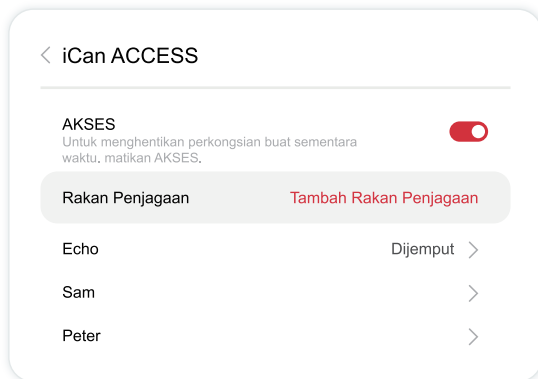 iCan ACCESS
AKSES
Untuk menghentikan perkongsian buat sementara
waktu, matikan AKSES.
Rakan Penjagaan Tambah Rakan Penjagaan
Echo Dijemput
Sam
Peter